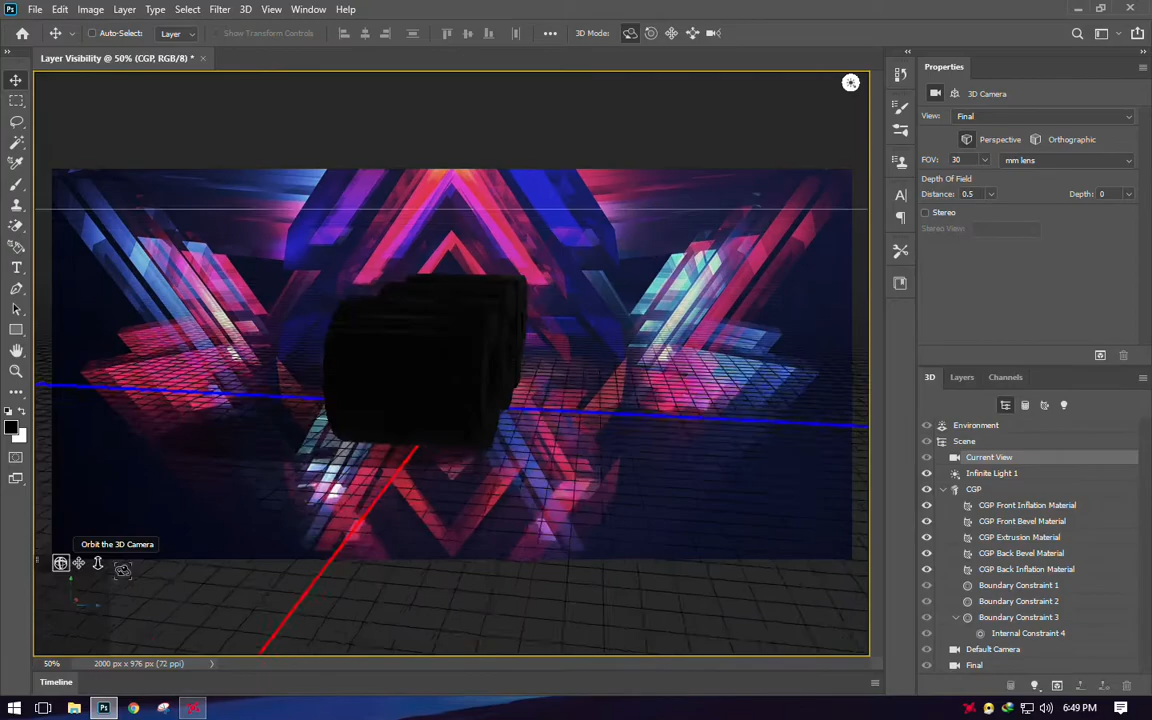 Ps File Edit Image Layer Type Select Filter 3D View Window Help
Auto-Select: Layer Show Transform Controls 3D Mode:
Layer Visibility @ 50% (CGP, RGB/8) *
Properties
3D Camera
View: Final
Perspective Orthographic
FOV: 30 mm lens
Depth Of Field
Distance: 0.5 Depth: 0
Stereo
Stereo View:
3D Layers Channels
Environment
Scene
Current View
Infinite Light 1
CGP
CGP Front Inflation Material
CGP Front Bevel Material
CGP Extrusion Material
CGP Back Bevel Material
CGP Back Inflation Material
Boundary Constraint 1
Boundary Constraint 2
Boundary Constraint 3
Internal Constraint 4
Default Camera
Final
Orbit the 3D Camera
50% 2000 px x 976 px (72 ppi)
Timeline
Ps
6:49 PM